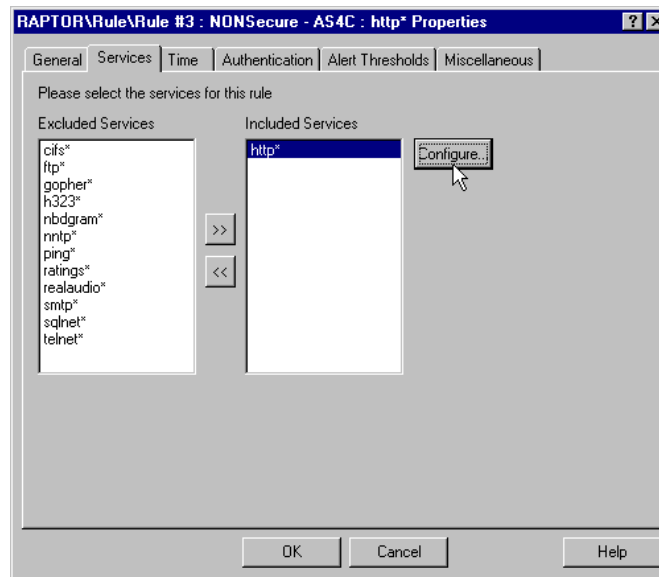 RAPTOR\Rule\Rule #3 : NONSecure - AS4C : http* Properties
General Services Time Authentication Alert Thresholds Miscellaneous
Please select the services for this rule
Excluded Services
cifs*
ftp*
gopher*
h323*
nbdgram*
nntp*
ping*
ratings*
realaudio*
smtp*
sqlnet*
telnet*
>>
<<
Included Services
http*
Configure...
OK Cancel Help